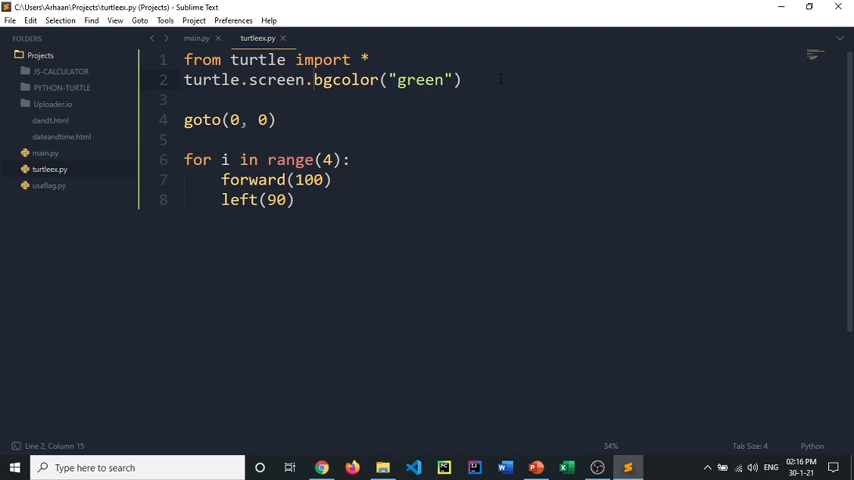 C:\Users\Arhaan\Projects\turtleex.py (Projects) - Sublime Text
File Edit Selection Find View Goto Tools Project Preferences Help
FOLDERS
Projects
JS-CALCULATOR
PYTHON-TURTLE
Uploader.io
dandt.html
dateandtime.html
main.py
turtleex.py
usaflag.py
main.py turtleex.py
1 from turtle import *
2 turtle.screen.bgcolor("green")
3
4 goto(0, 0)
5
6 for i in range(4):
7 forward(100)
8 left(90)
Line 2, Column 15 34% Tab Size: 4 Python
Type here to search
ENG
02:16 PM
30-1-21